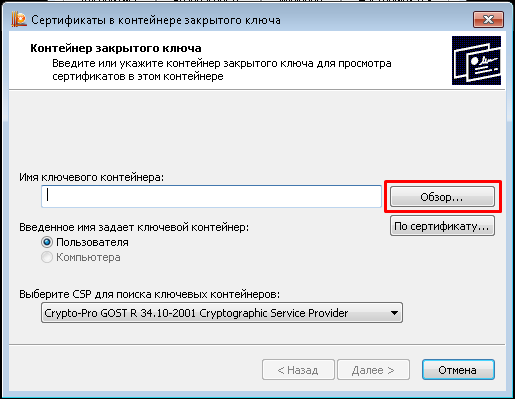 Сертификаты в контейнере закрытого ключа
Контейнер закрытого ключа
Введите или укажите контейнер закрытого ключа для просмотра
сертификатов в этом контейнере
Имя ключевого контейнера:
Обзор...
Введенное имя задает ключевой контейнер:
По сертификату...
Пользователя
Компьютера
Выберите CSP для поиска ключевых контейнеров:
Crypto-Pro GOST R 34.10-2001 Cryptographic Service Provider
< Назад
Далее >
Отмена